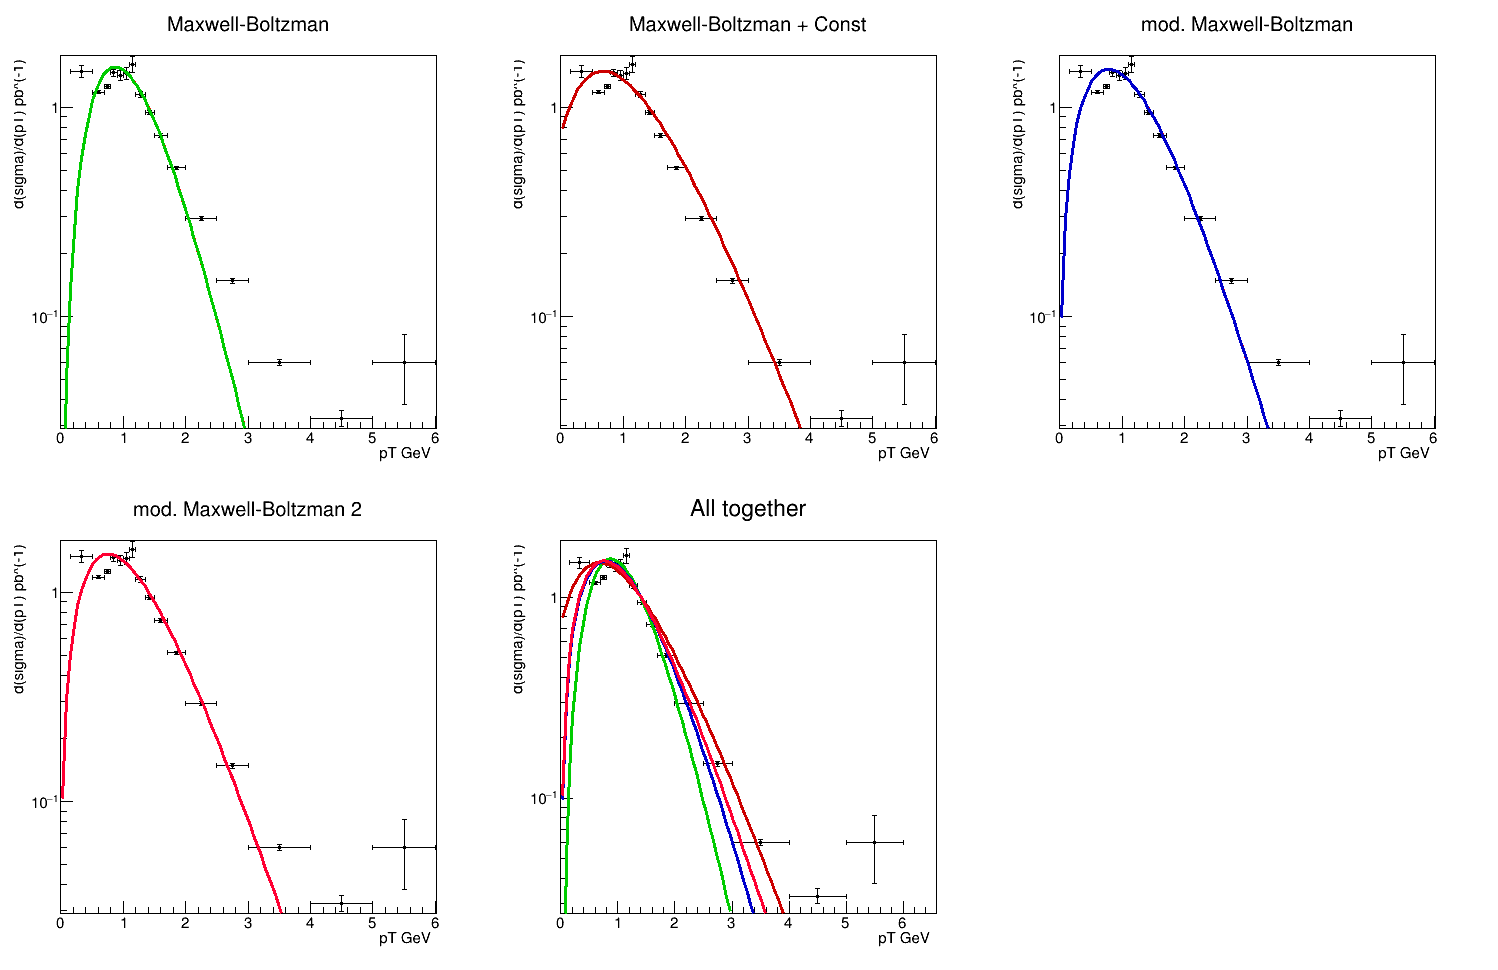 Maxwell-Boltzman
d(sigma)/d(pT) pb^(-1)
1
10⁻¹
0 1 2 3 4 5 6
pT GeV
Maxwell-Boltzman + Const
d(sigma)/d(pT) pb^(-1)
1
10⁻¹
0 1 2 3 4 5 6
pT GeV
mod. Maxwell-Boltzman
d(sigma)/d(pT) pb^(-1)
1
10⁻¹
0 1 2 3 4 5 6
pT GeV
mod. Maxwell-Boltzman 2
d(sigma)/d(pT) pb^(-1)
1
10⁻¹
0 1 2 3 4 5 6
pT GeV
All together
d(sigma)/d(pT) pb^(-1)
1
10⁻¹
0 1 2 3 4 5 6
pT GeV